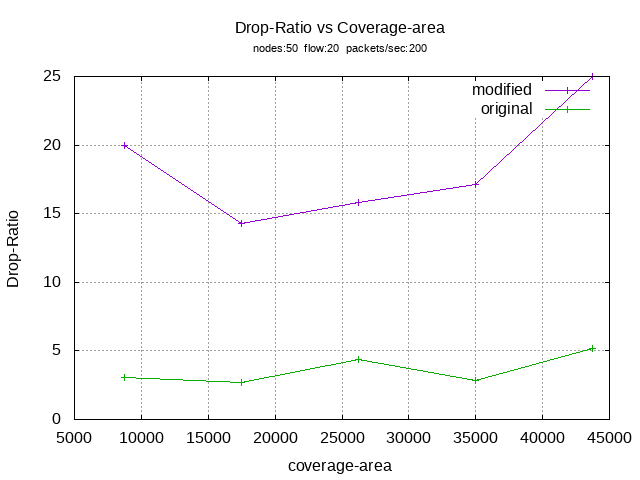 Drop-Ratio vs Coverage-area
nodes:50  flow:20  packets/sec:200
modified
original
Drop-Ratio
25
20
15
10
5
0
5000 10000 15000 20000 25000 30000 35000 40000 45000
coverage-area